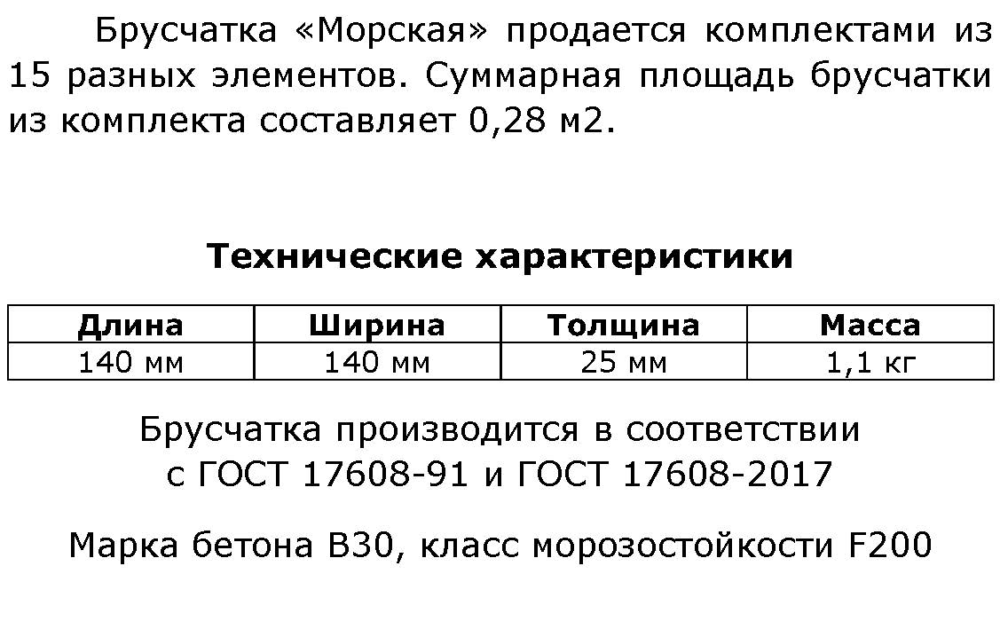 Брусчатка «Морская» продается комплектами из
15 разных элементов. Суммарная площадь брусчатки
из комплекта составляет 0,28 м2.
Технические характеристики
Длина Ширина Толщина Масса
140 мм 140 мм 25 мм 1,1 кг
Брусчатка производится в соответствии
с ГОСТ 17608-91 и ГОСТ 17608-2017
Марка бетона В30, класс морозостойкости F200